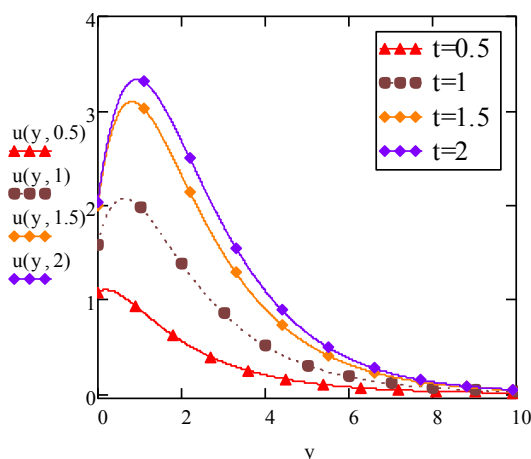 4
3
2
1
0
u(y, 0.5)
u(y, 1)
u(y, 1.5)
u(y, 2)
t=0.5
t=1
t=1.5
t=2
0 2 4 6 8 10
y